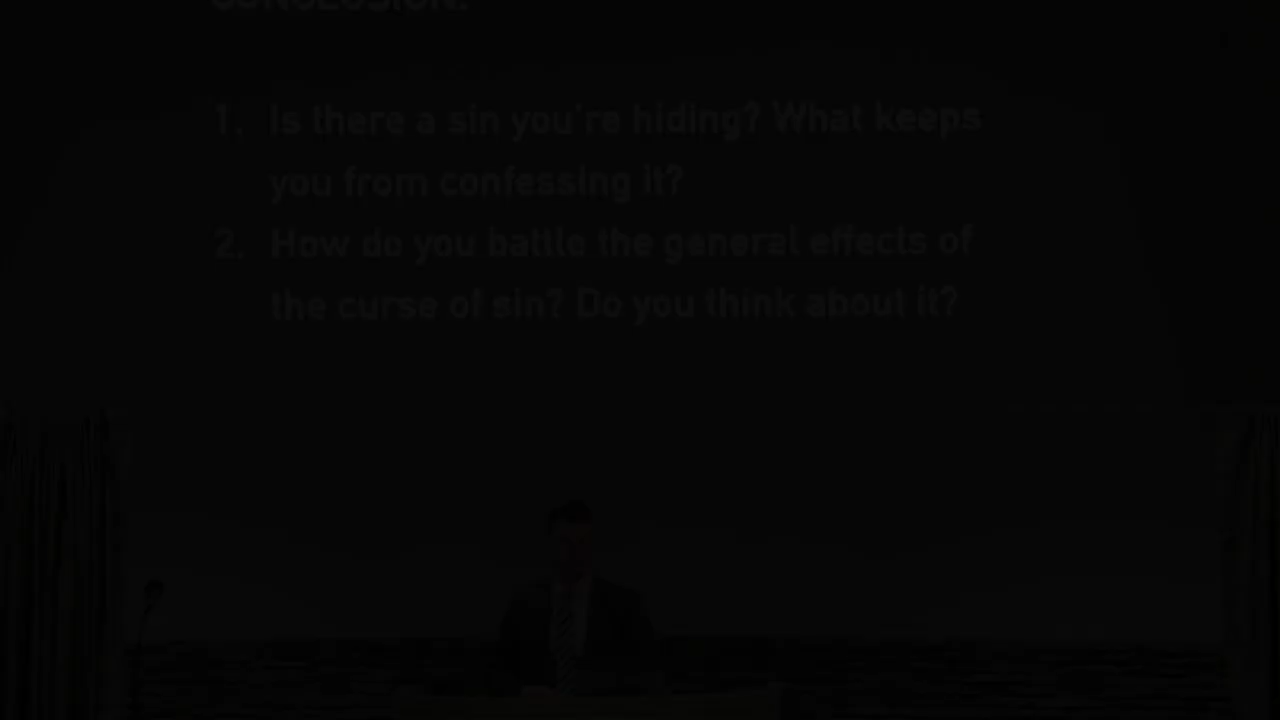 CONCLUSION:
1. Is there a sin you're hiding? What keeps
you from confessing it?
2. How do you battle the general effects of
the curse of sin? Do you think about it?